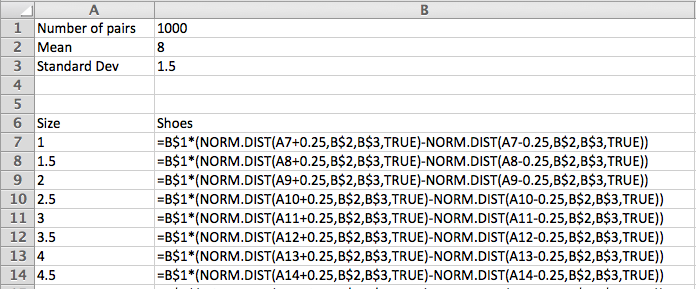 A B
1 Number of pairs 1000
2 Mean 8
3 Standard Dev 1.5
4
5
6 Size Shoes
7 1 =B$1*(NORM.DIST(A7+0.25,B$2,B$3,TRUE)-NORM.DIST(A7-0.25,B$2,B$3,TRUE))
8 1.5 =B$1*(NORM.DIST(A8+0.25,B$2,B$3,TRUE)-NORM.DIST(A8-0.25,B$2,B$3,TRUE))
9 2 =B$1*(NORM.DIST(A9+0.25,B$2,B$3,TRUE)-NORM.DIST(A9-0.25,B$2,B$3,TRUE))
10 2.5 =B$1*(NORM.DIST(A10+0.25,B$2,B$3,TRUE)-NORM.DIST(A10-0.25,B$2,B$3,TRUE))
11 3 =B$1*(NORM.DIST(A11+0.25,B$2,B$3,TRUE)-NORM.DIST(A11-0.25,B$2,B$3,TRUE))
12 3.5 =B$1*(NORM.DIST(A12+0.25,B$2,B$3,TRUE)-NORM.DIST(A12-0.25,B$2,B$3,TRUE))
13 4 =B$1*(NORM.DIST(A13+0.25,B$2,B$3,TRUE)-NORM.DIST(A13-0.25,B$2,B$3,TRUE))
14 4.5 =B$1*(NORM.DIST(A14+0.25,B$2,B$3,TRUE)-NORM.DIST(A14-0.25,B$2,B$3,TRUE))